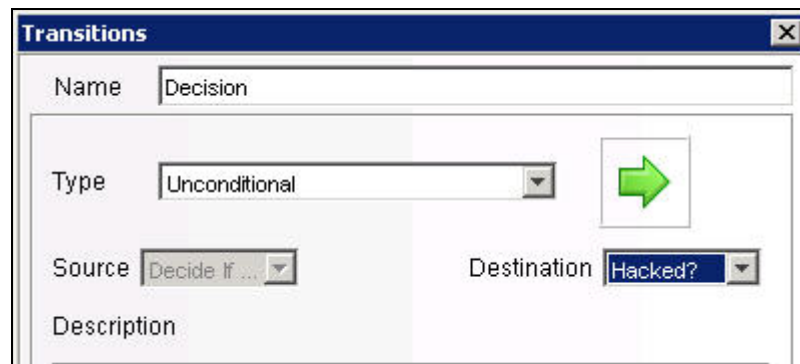 Transitions
Name Decision
Type Unconditional
Source Decide If ... Destination Hacked?
Description